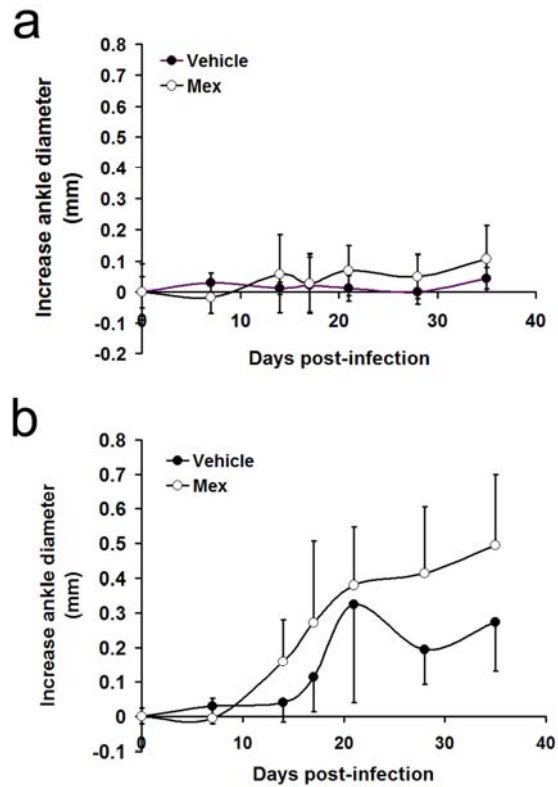 a
0.8
0.7
0.6
0.5
0.4
0.3
0.2
0.1
0
-0.1
-0.2
Increase ankle diameter
(mm)
Vehicle
Mex
0 10 20 30 40
Days post-infection
b
0.8
0.7
0.6
0.5
0.4
0.3
0.2
0.1
0
-0.1
Increase ankle diameter
(mm)
Vehicle
Mex
0 10 20 30 40
Days post-infection